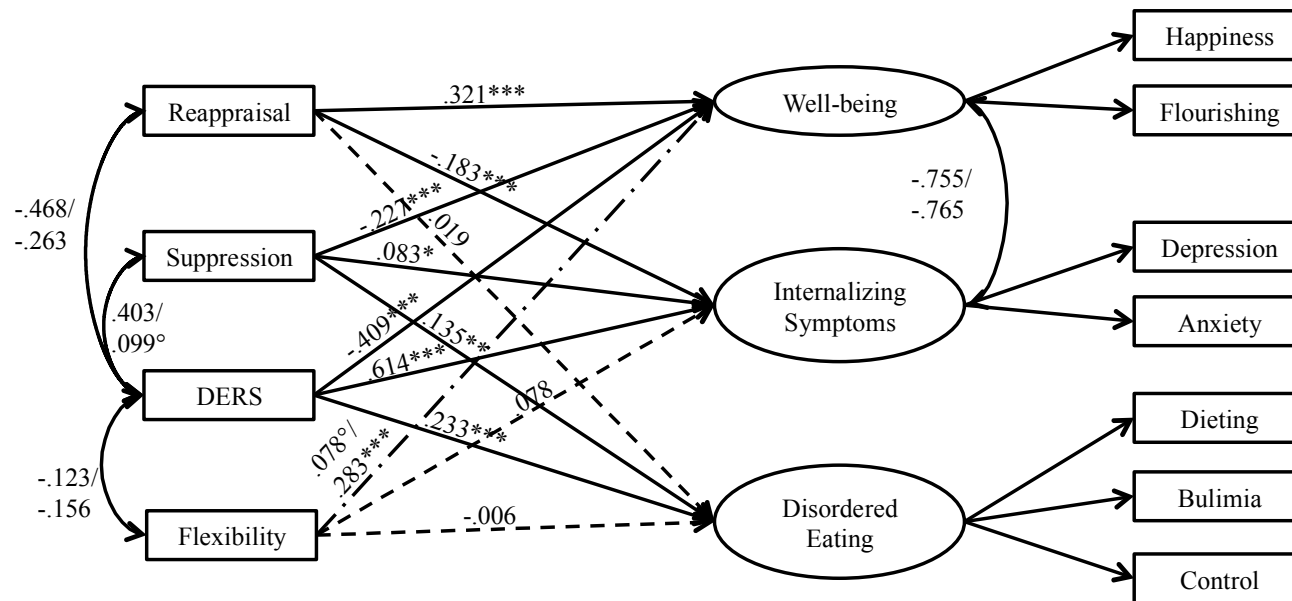 Happiness
Reappraisal
.321***
Well-being
Flourishing
-.183***
-.468/
-.263
-.227***
.019
-.755/
-.765
Suppression
.083*
Internalizing
Symptoms
Depression
.403/
.099°
-.409***
.135**
Anxiety
.614***
DERS
.078
.233***
Dieting
.078°/
.283***
-.123/
-.156
Flexibility
-.006
Disordered
Eating
Bulimia
Control